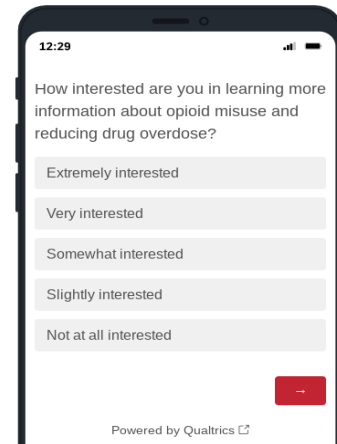 12:29
How interested are you in learning more
information about opioid misuse and
reducing drug overdose?
Extremely interested
Very interested
Somewhat interested
Slightly interested
Not at all interested
→
Powered by Qualtrics